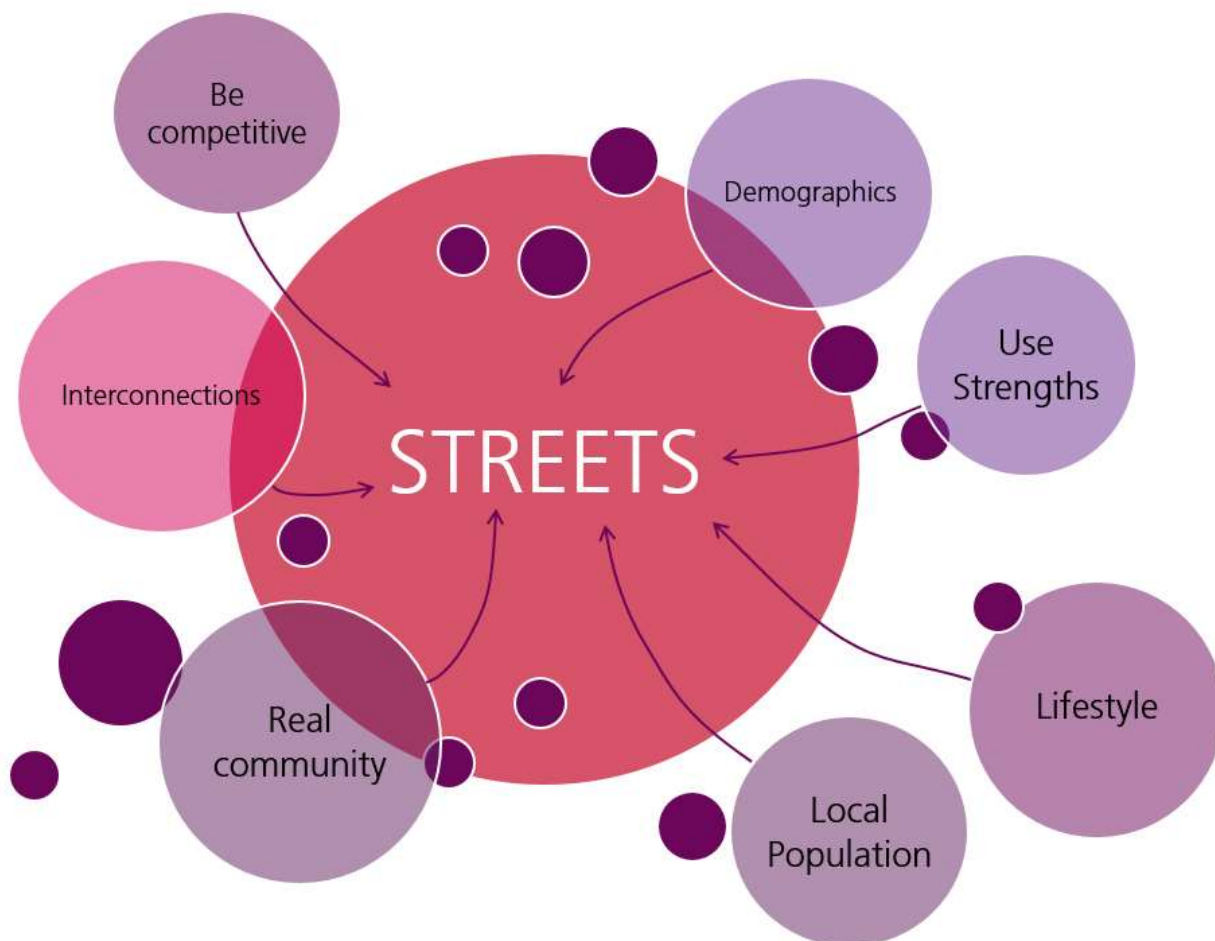 Be
competitive
Demographics
Use
Strengths
Interconnections
STREETS
Real
community
Lifestyle
Local
Population